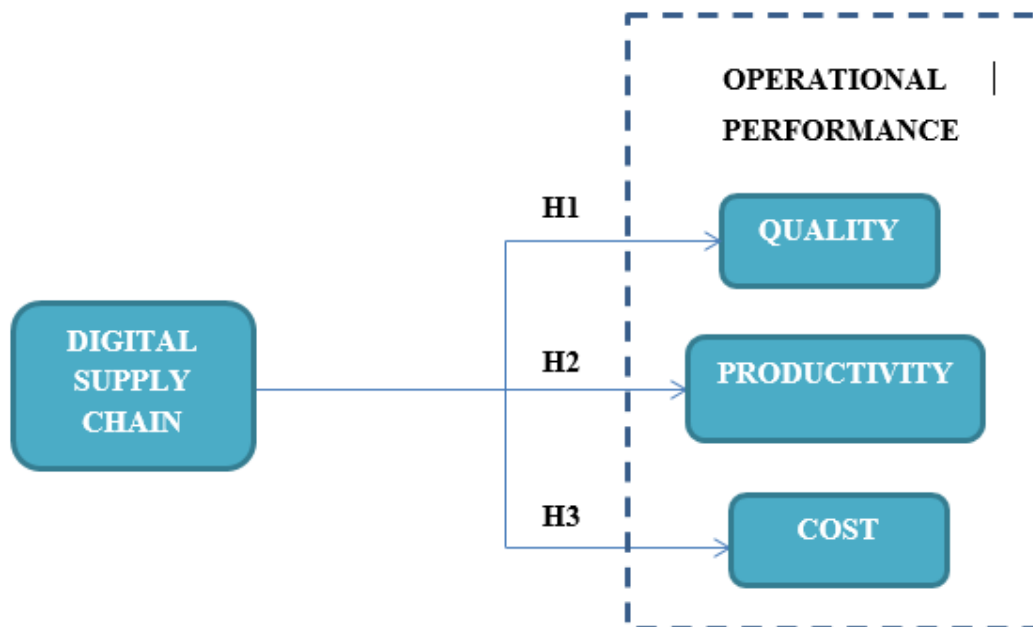 OPERATIONAL
PERFORMANCE
H1
QUALITY
DIGITAL
SUPPLY
CHAIN
H2
PRODUCTIVITY
H3
COST